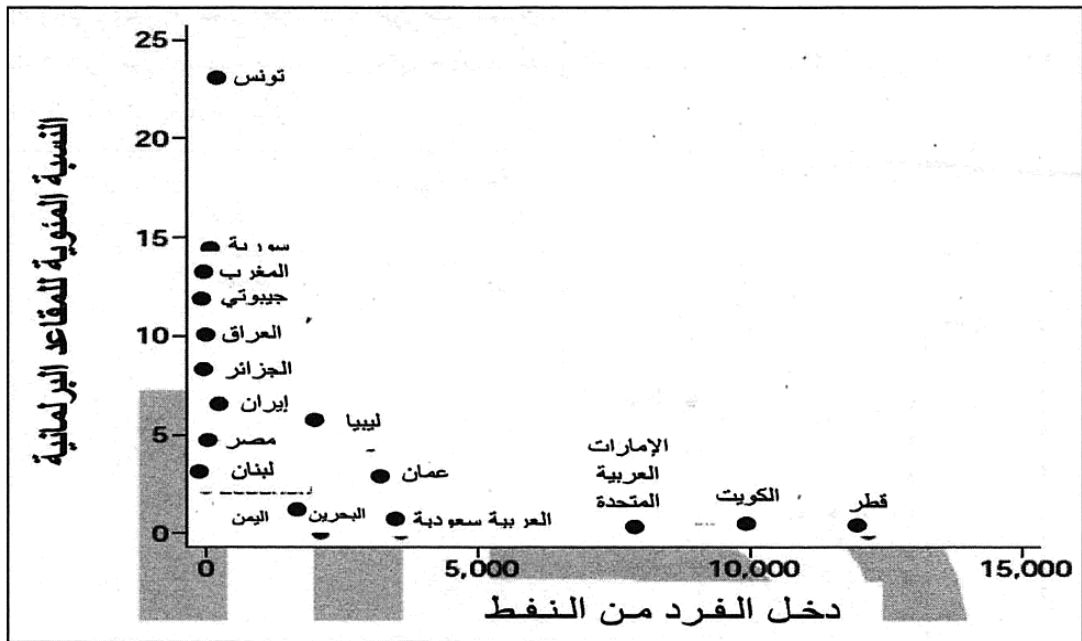 النسبة المئوية للمقاعد البرلمانية
25
تونس
20
15
سورية
المغرب
جيبوتي
10
العراق
الجزائر
إيران
ليبيا
5
مصر
الإمارات
العربية
المتحدة
لبنان
عمان
الكويت
قطر
اليمن
البحرين
العربية سعودية
0
0
5,000
10,000
15,000
دخل الفرد من النفط